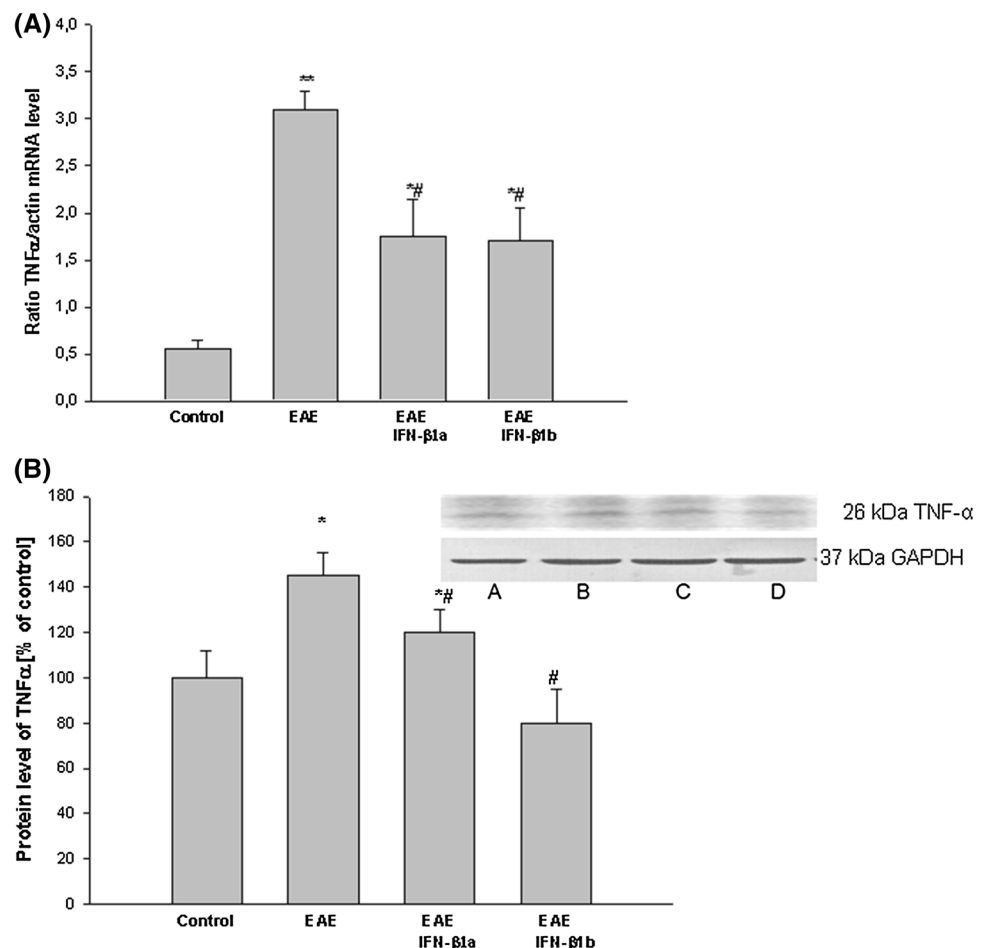 (A)
Ratio TNFα/actin mRNA level
4,0
3,5
3,0
2,5
2,0
1,5
1,0
0,5
0,0
**
*#
*#
Control
EAE
EAE
IFN-β1a
EAE
IFN-β1b
(B)
Protein level of TNFα.[% of control]
180
160
140
120
100
80
60
40
20
0
*
*#
#
26 kDa TNF-α
37 kDa GAPDH
A B C D
Control
EAE
EAE
IFN-β1a
EAE
IFN-β1b